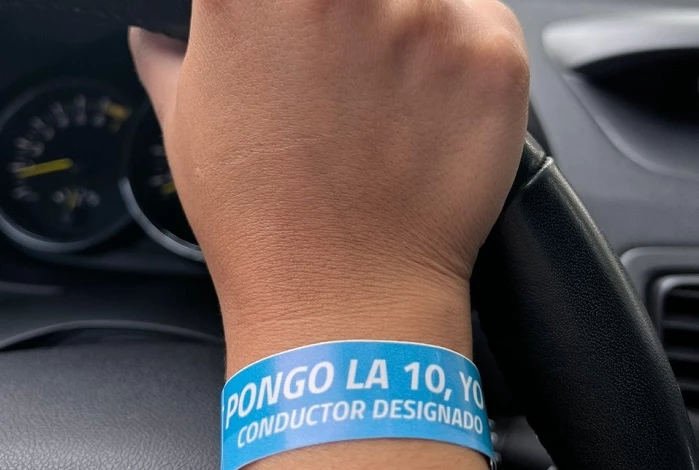 PONGO LA 10, YO
CONDUCTOR DESIGNADO